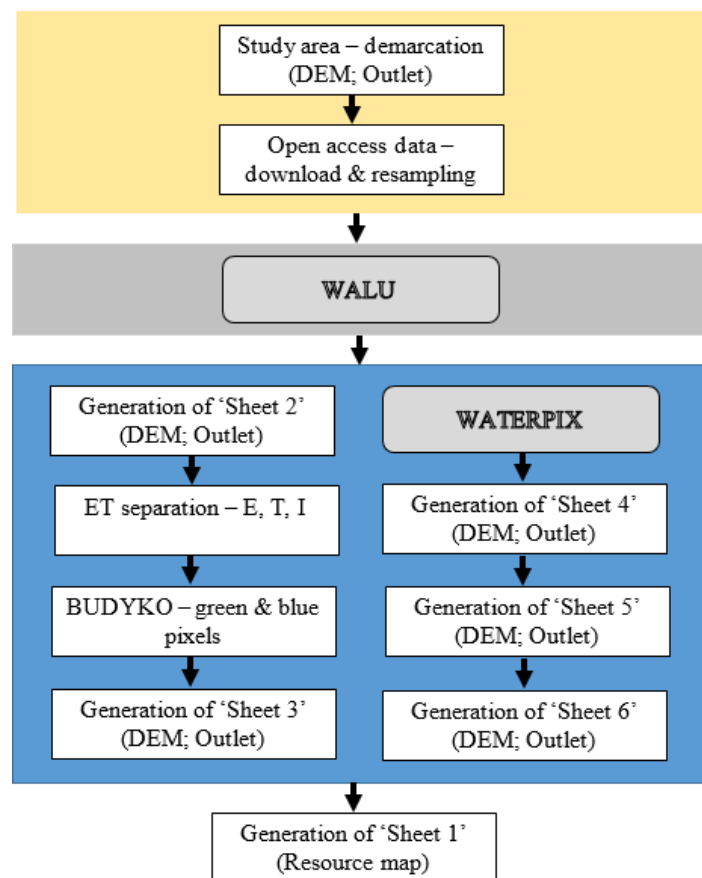 Study area – demarcation
(DEM; Outlet)
Open access data –
download & resampling
WALU
Generation of ‘Sheet 2’
(DEM; Outlet)
ET separation – E, T, I
BUDYKO – green & blue
pixels
Generation of ‘Sheet 3’
(DEM; Outlet)
WATERPIX
Generation of ‘Sheet 4’
(DEM; Outlet)
Generation of ‘Sheet 5’
(DEM; Outlet)
Generation of ‘Sheet 6’
(DEM; Outlet)
Generation of ‘Sheet 1’
(Resource map)